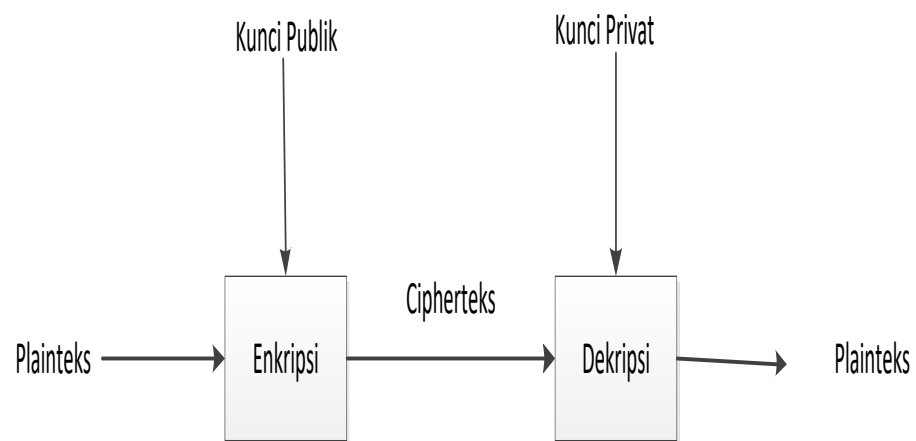 Kunci Publik
Kunci Privat
Cipherteks
Plainteks
Enkripsi
Dekripsi
Plainteks